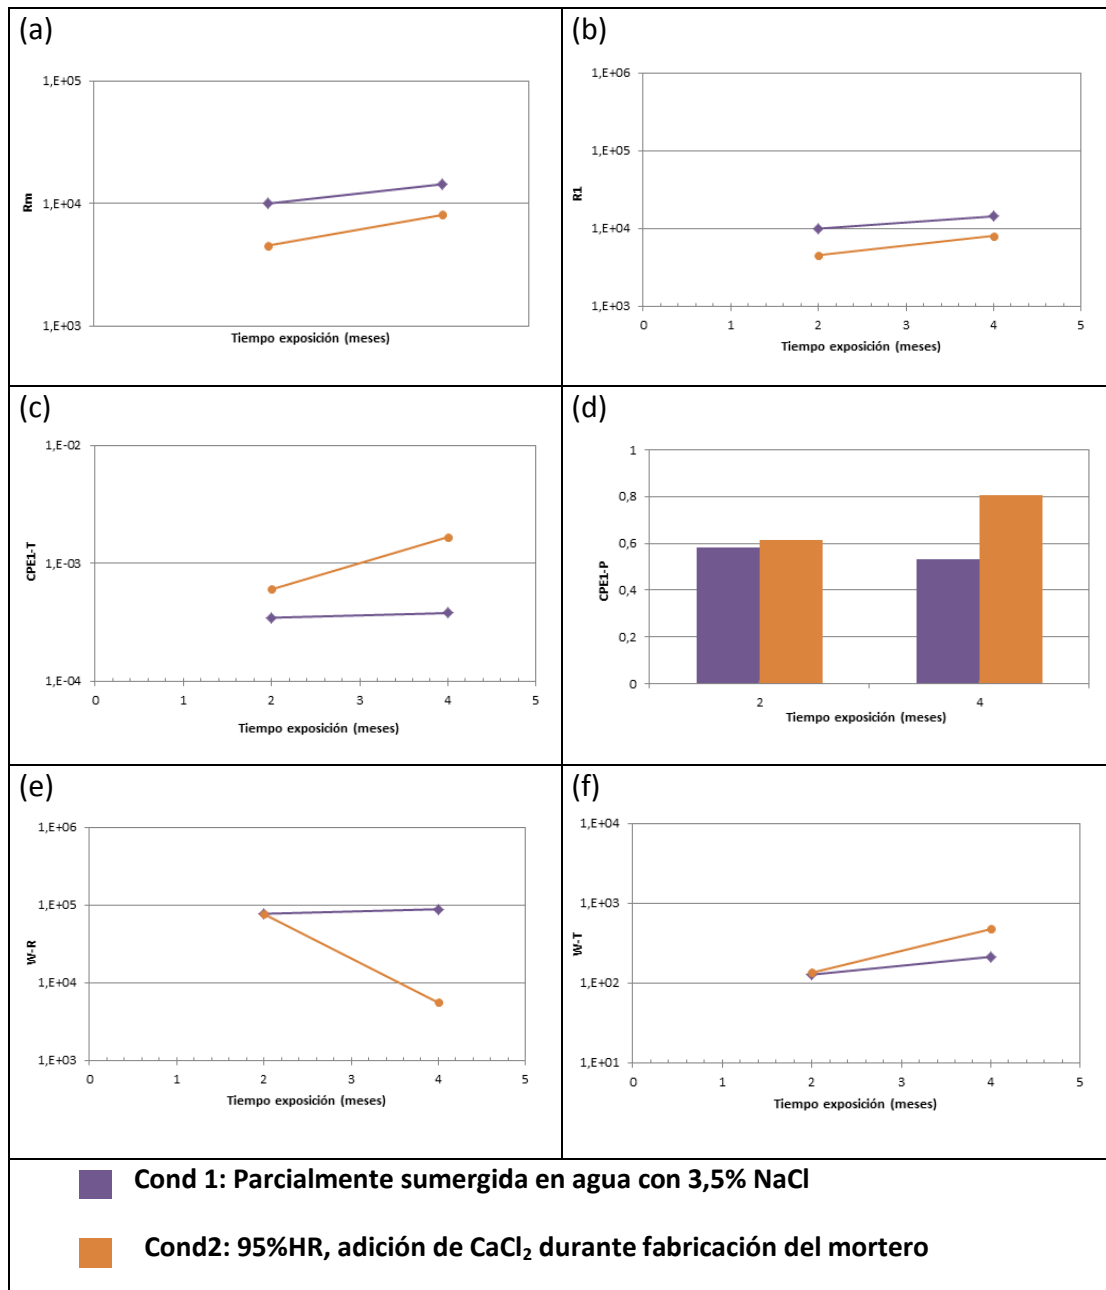 (a)
1,E+05
1,E+04
1,E+03
Rm
Tiempo exposición (meses)
(b)
1,E+06
1,E+05
1,E+04
1,E+03
R1
0 1 2 3 4 5
Tiempo exposición (meses)
(c)
1,E-02
1,E-03
1,E-04
CPE1-T
0 1 2 3 4 5
Tiempo exposición (meses)
(d)
1
0,8
0,6
0,4
0,2
0
CPE1-P
2 4
Tiempo exposición (meses)
(e)
1,E+06
1,E+05
1,E+04
1,E+03
W-R
0 1 2 3 4 5
Tiempo exposición (meses)
(f)
1,E+04
1,E+03
1,E+02
1,E+01
W-T
0 1 2 3 4 5
Tiempo exposición (meses)
Cond 1: Parcialmente sumergida en agua con 3,5% NaCl
Cond2: 95%HR, adición de CaCl₂ durante fabricación del mortero